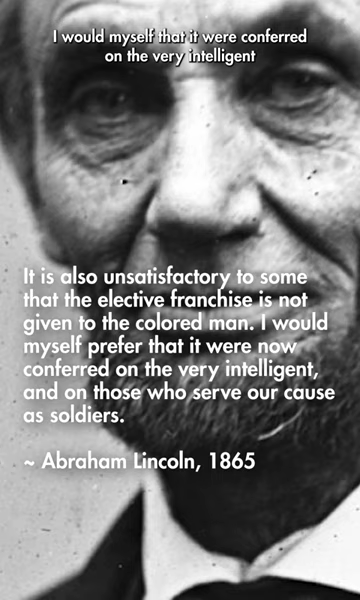 I would myself that it were conferred
on the very intelligent
It is also unsatisfactory to some
that the elective franchise is not
given to the colored man. I would
myself prefer that it were now
conferred on the very intelligent,
and on those who serve our cause
as soldiers.
~ Abraham Lincoln, 1865